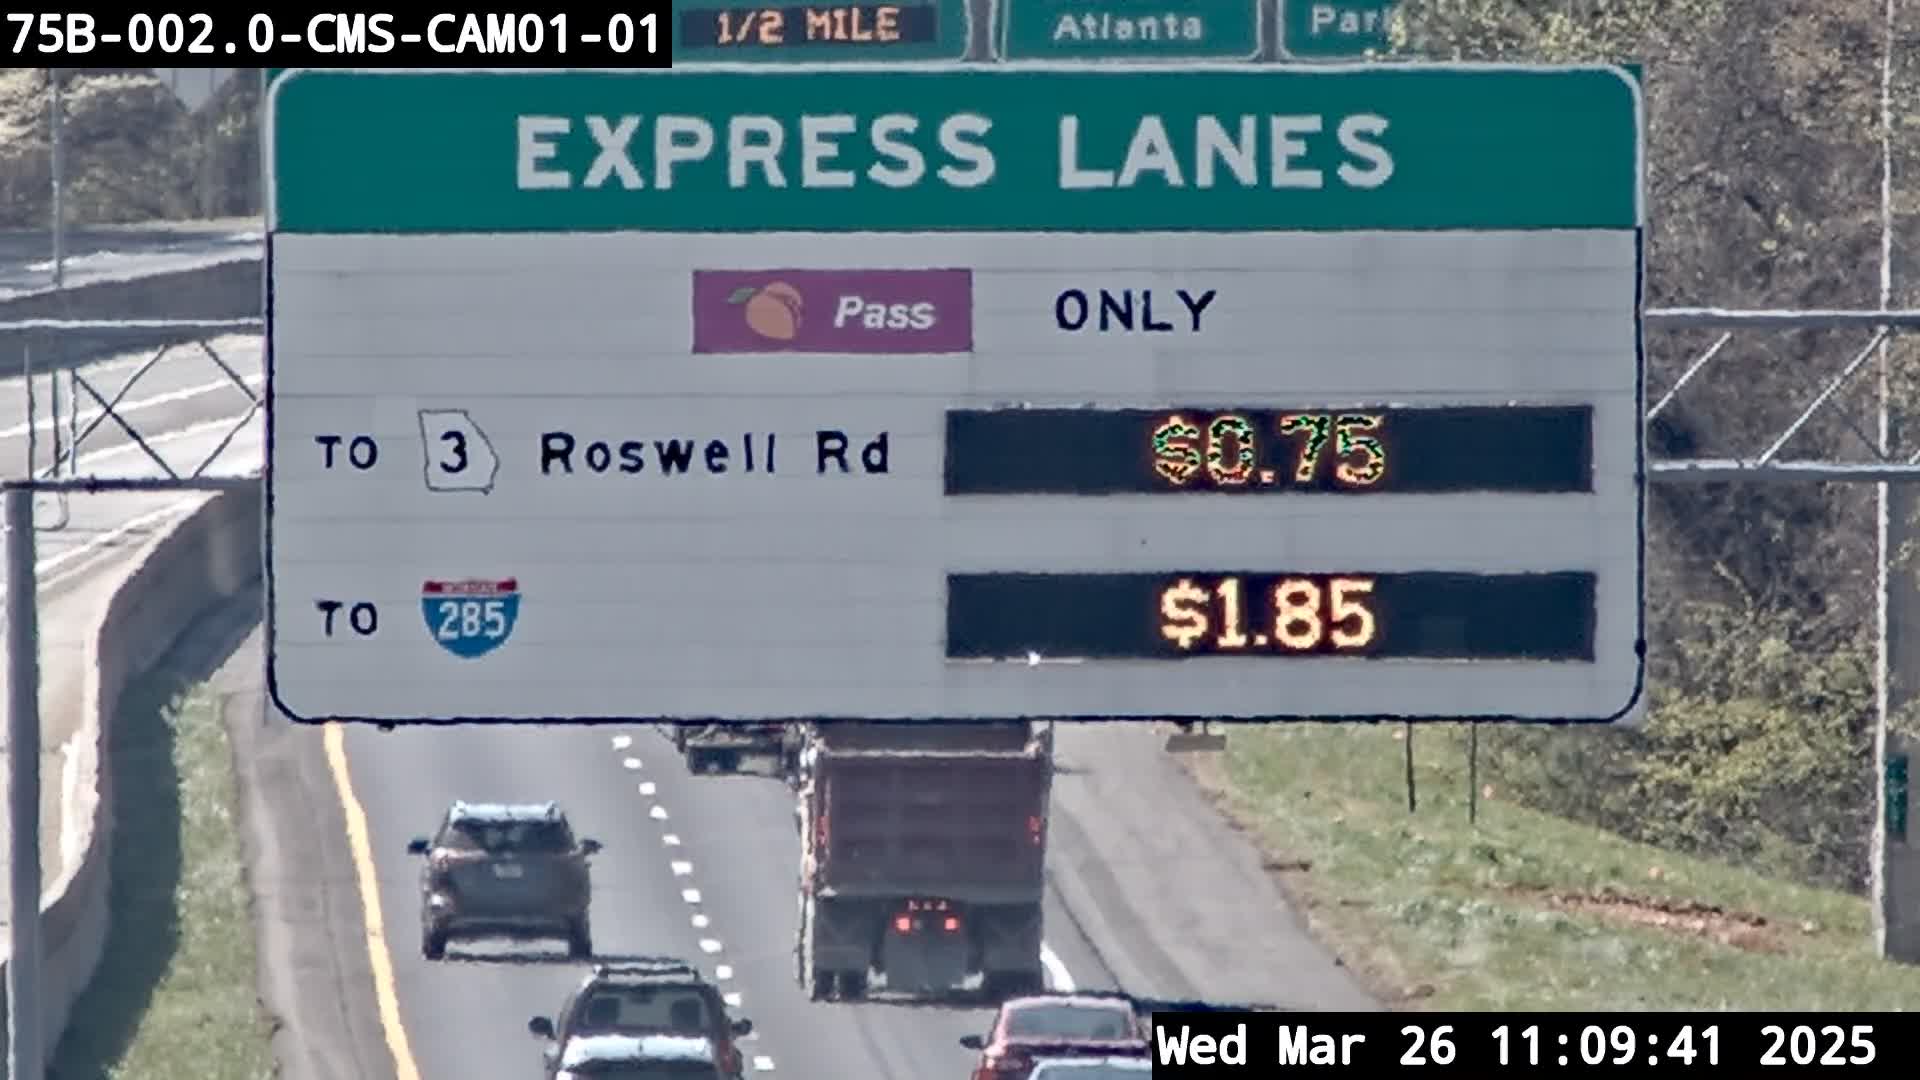 75B-002.0-CMS-CAM01-01
1/2 MILE
Atlanta
EXPRESS LANES
Pass ONLY
TO 3 Roswell Rd $0.75
TO 285 $1.85
Wed Mar 26 11:09:41 2025